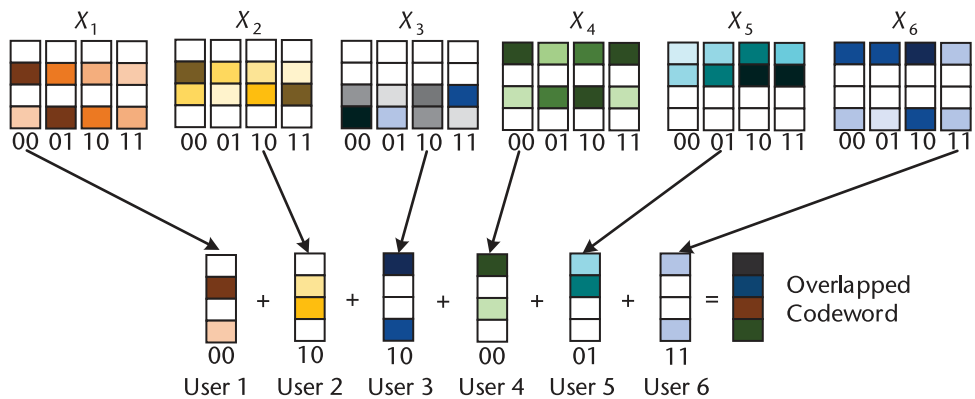 X1 X2 X3 X4 X5 X6
00 01 10 11 00 01 10 11 00 01 10 11 00 01 10 11 00 01 10 11 00 01 10 11
+ + + + + = Overlapped
Codeword
00 10 10 00 01 11
User 1 User 2 User 3 User 4 User 5 User 6